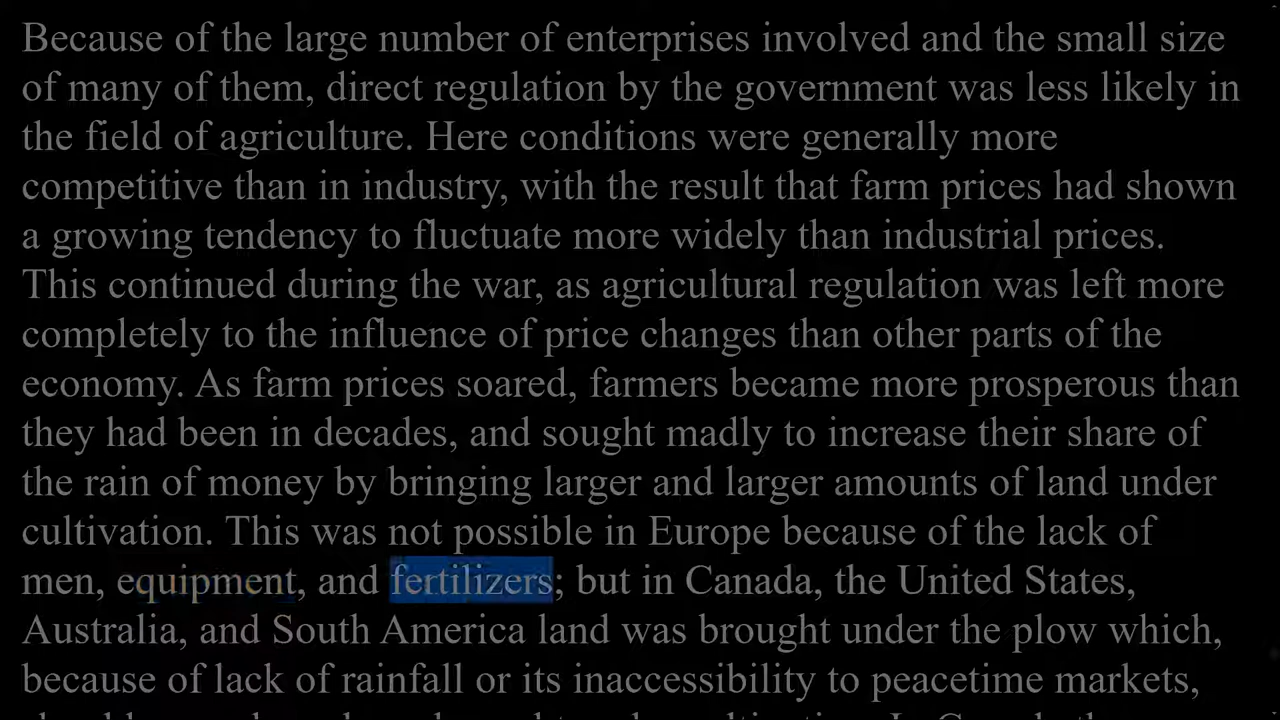 Because of the large number of enterprises involved and the small size
of many of them, direct regulation by the government was less likely in
the field of agriculture. Here conditions were generally more
competitive than in industry, with the result that farm prices had shown
a growing tendency to fluctuate more widely than industrial prices.
This continued during the war, as agricultural regulation was left more
completely to the influence of price changes than other parts of the
economy. As farm prices soared, farmers became more prosperous than
they had been in decades, and sought madly to increase their share of
the rain of money by bringing larger and larger amounts of land under
cultivation. This was not possible in Europe because of the lack of
men, equipment, and fertilizers; but in Canada, the United States,
Australia, and South America land was brought under the plow which,
because of lack of rainfall or its inaccessibility to peacetime markets,